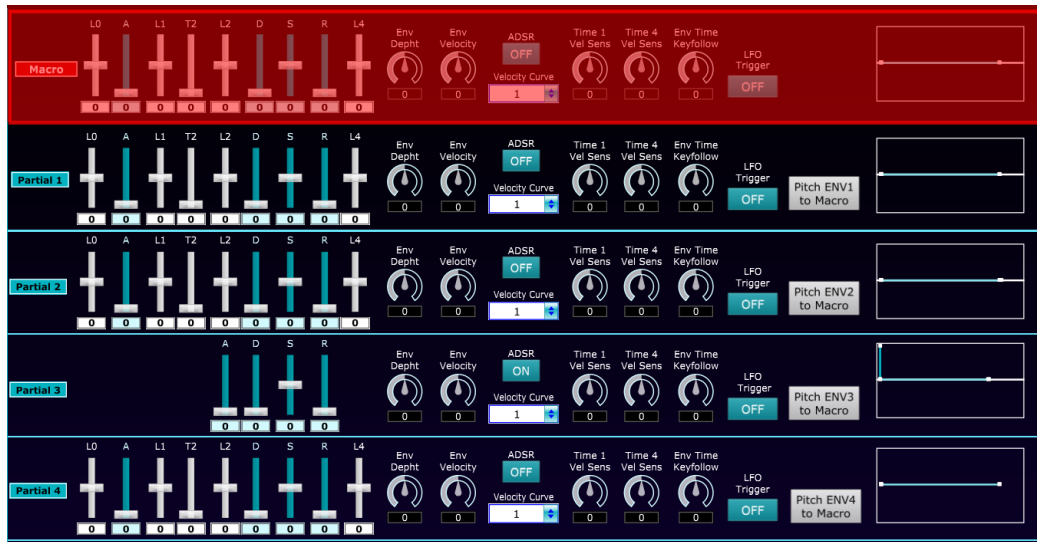 L0 A L1 T2 L2 D S R L4
Env Depht Env Velocity ADSR Time 1 Vel Sens Time 4 Vel Sens Env Time Keyfollow
OFF
LFO Trigger
Macro
Velocity Curve
OFF
0 0 0 0 0 0 0 0 0 0 0 1 0 0 0
L0 A L1 T2 L2 D S R L4
Env Depht Env Velocity ADSR Time 1 Vel Sens Time 4 Vel Sens Env Time Keyfollow
OFF
LFO Trigger
Partial 1
Velocity Curve
OFF
Pitch ENV1
to Macro
0 0 0 0 0 0 0 0 0 0 0 1 0 0 0
L0 A L1 T2 L2 D S R L4
Env Depht Env Velocity ADSR Time 1 Vel Sens Time 4 Vel Sens Env Time Keyfollow
OFF
LFO Trigger
Partial 2
Velocity Curve
OFF
Pitch ENV2
to Macro
0 0 0 0 0 0 0 0 0 0 0 1 0 0 0
A D S R
Env Depht Env Velocity ADSR Time 1 Vel Sens Time 4 Vel Sens Env Time Keyfollow
ON
LFO Trigger
Partial 3
Velocity Curve
OFF
Pitch ENV3
to Macro
0 0 0 0 0 0 1 0 0 0
L0 A L1 T2 L2 D S R L4
Env Depht Env Velocity ADSR Time 1 Vel Sens Time 4 Vel Sens Env Time Keyfollow
OFF
LFO Trigger
Partial 4
Velocity Curve
OFF
Pitch ENV4
to Macro
0 0 0 0 0 0 0 0 0 0 0 1 0 0 0